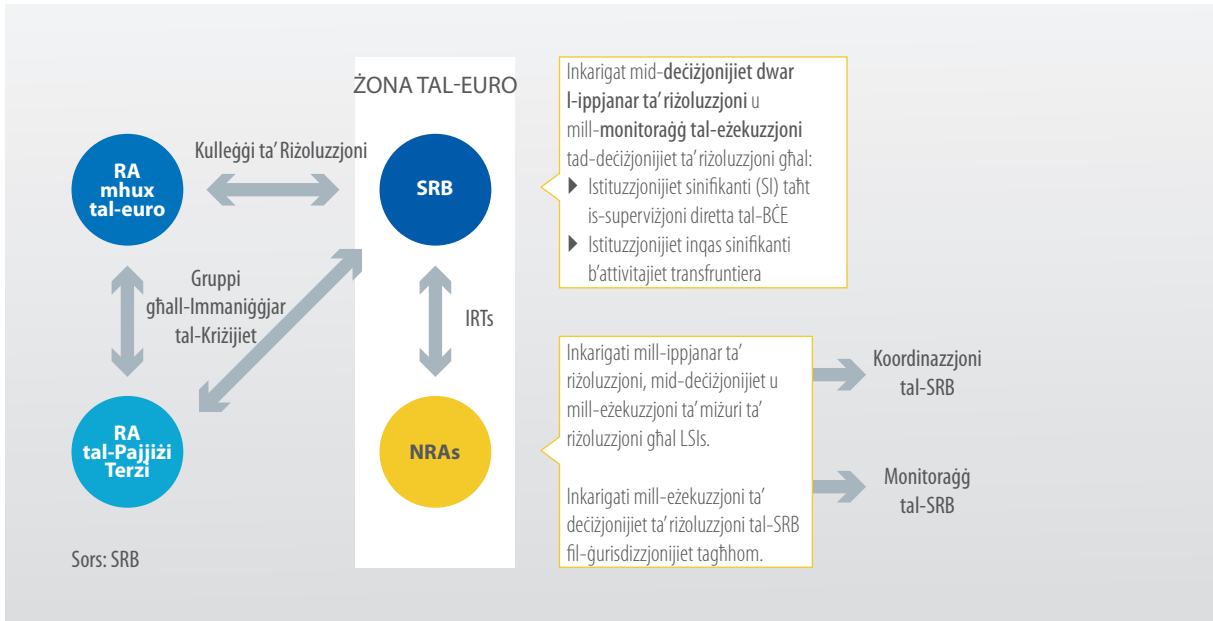 ŻONA TAL-EURO
Kulleġġi ta’ Riżoluzzjoni
RA
mhux
tal-euro
SRB
Gruppi
għall-Immaniġġjar
tal-Kriżijiet
IRTs
RA
tal-Pajjiżi
Terżi
NRAs
Inkarigat mid-deċiżjonijiet dwar
l-ippjanar ta’ riżoluzzjoni u
mill-monitoraġġ tal-eżekuzzjoni
tad-deċiżjonijiet ta’ riżoluzzjoni għal:
Istituzzjonijiet sinifikanti (SI) taħt
is-superviżjoni diretta tal-BĊE
Istituzzjonijiet inqas sinifikanti
b’attivitajiet transfruntiera
Inkarigati mill-ippjanar ta’
riżoluzzjoni, mid-deċiżjonijiet u
mill-eżekuzzjoni ta’ miżuri ta’
riżoluzzjoni għal LSIs.
Inkarigati mill-eżekuzzjoni ta’
deċiżjonijiet ta’ riżoluzzjoni tal-SRB
fil-ġurisdizzjonijiet tagħhom.
Koordinazzjoni
tal-SRB
Monitoraġġ
tal-SRB
Sors: SRB